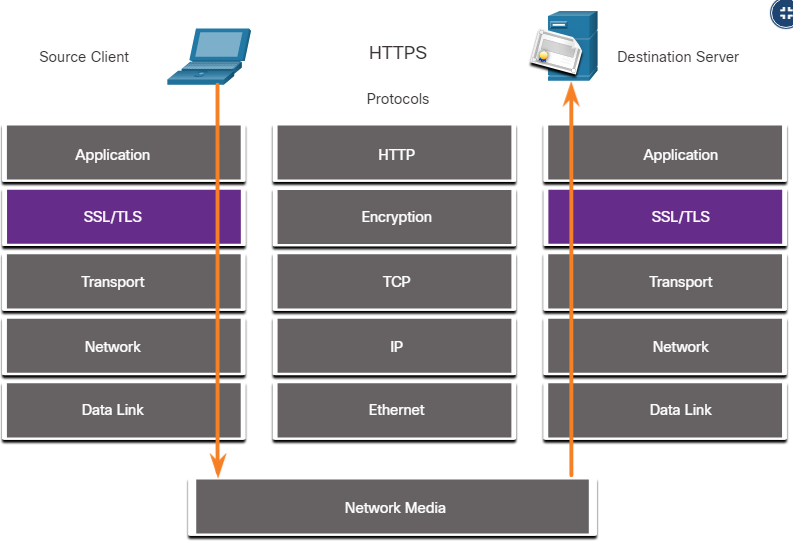 Source Client
HTTPS
Destination Server
Protocols
Application
HTTP
Application
SSL/TLS
Encryption
SSL/TLS
Transport
TCP
Transport
Network
IP
Network
Data Link
Ethernet
Data Link
Network Media